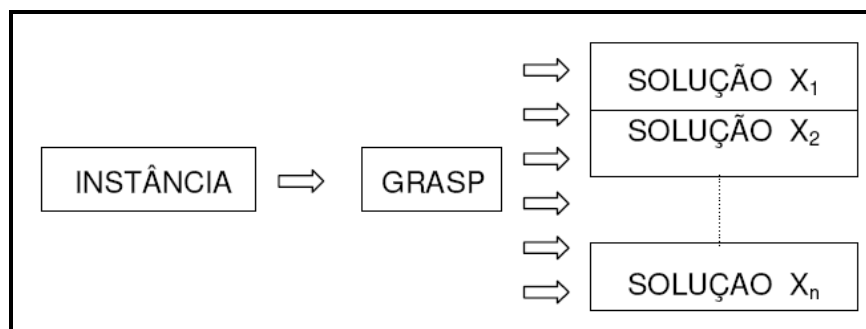 INSTÂNCIA
GRASP
SOLUÇÃO X₁
SOLUÇÃO X₂
SOLUÇAO Xₙ